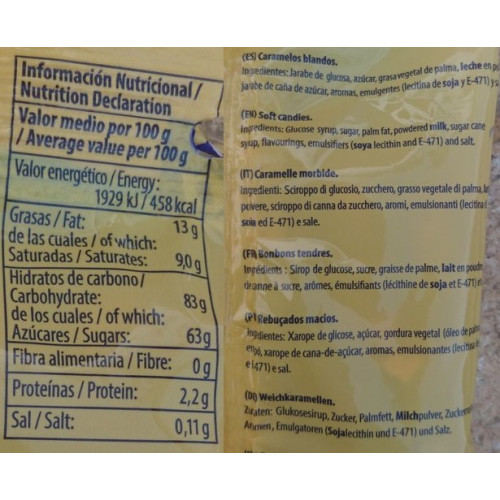 Información Nutricional /
Nutrition Declaration
Valor medio por 100 g
/ Average value per 100 g
Valor energético / Energy:
1929 kJ / 458 kcal
Grasas / Fat: 13 g
de las cuales / of which:
Saturadas / Saturates: 9,0 g
Hidratos de carbono /
Carbohydrate: 83 g
de los cuales / of which:
Azúcares / Sugars: 63 g
Fibra alimentaria / Fibre: 0 g
Proteínas / Protein: 2,2 g
Sal / Salt: 0,11 g
(ES) Caramelos blandos.
Ingredientes: Jarabe de glucosa, azúcar, grasa vegetal de palma, leche en
jarabe de caña de azúcar, aromas, emulgentes (lecitina de soja y E-471) y
(EN) Soft candies.
Ingredients: Glucose syrup, sugar, palm fat, powdered milk, sugar cane
syrup, flavourings, emulsifiers (soya lecithin and E-471) and salt.
(IT) Caramelle morbide.
Ingredienti: Sciroppo di glucosio, zucchero, grasso vegetale di palma,
polvere, sciroppo di canna da zucchero, aromi, emulsionanti (lecitina
soia ed E-471) e sale.
(FR) Bonbons tendres.
Ingrédients : Sirop de glucose, sucre, graisse de palme, lait en poudre
de canne à sucre, arômes, émulsifiants (lécithine de soja et E-471)
(PT) Rebuçados macios.
Ingredientes: Xarope de glicose, açúcar, gordura vegetal (óleo de
xarope de cana-de-açúcar, aromas, emulsionantes (lecitina
e E-471) e sal.
(DE) Weichkaramellen.
Zutaten: Glukosesirup, Zucker, Palmfett, Milchpulver,
Aromen, Emulgatoren (Sojalecithin und E-471) und Salz.